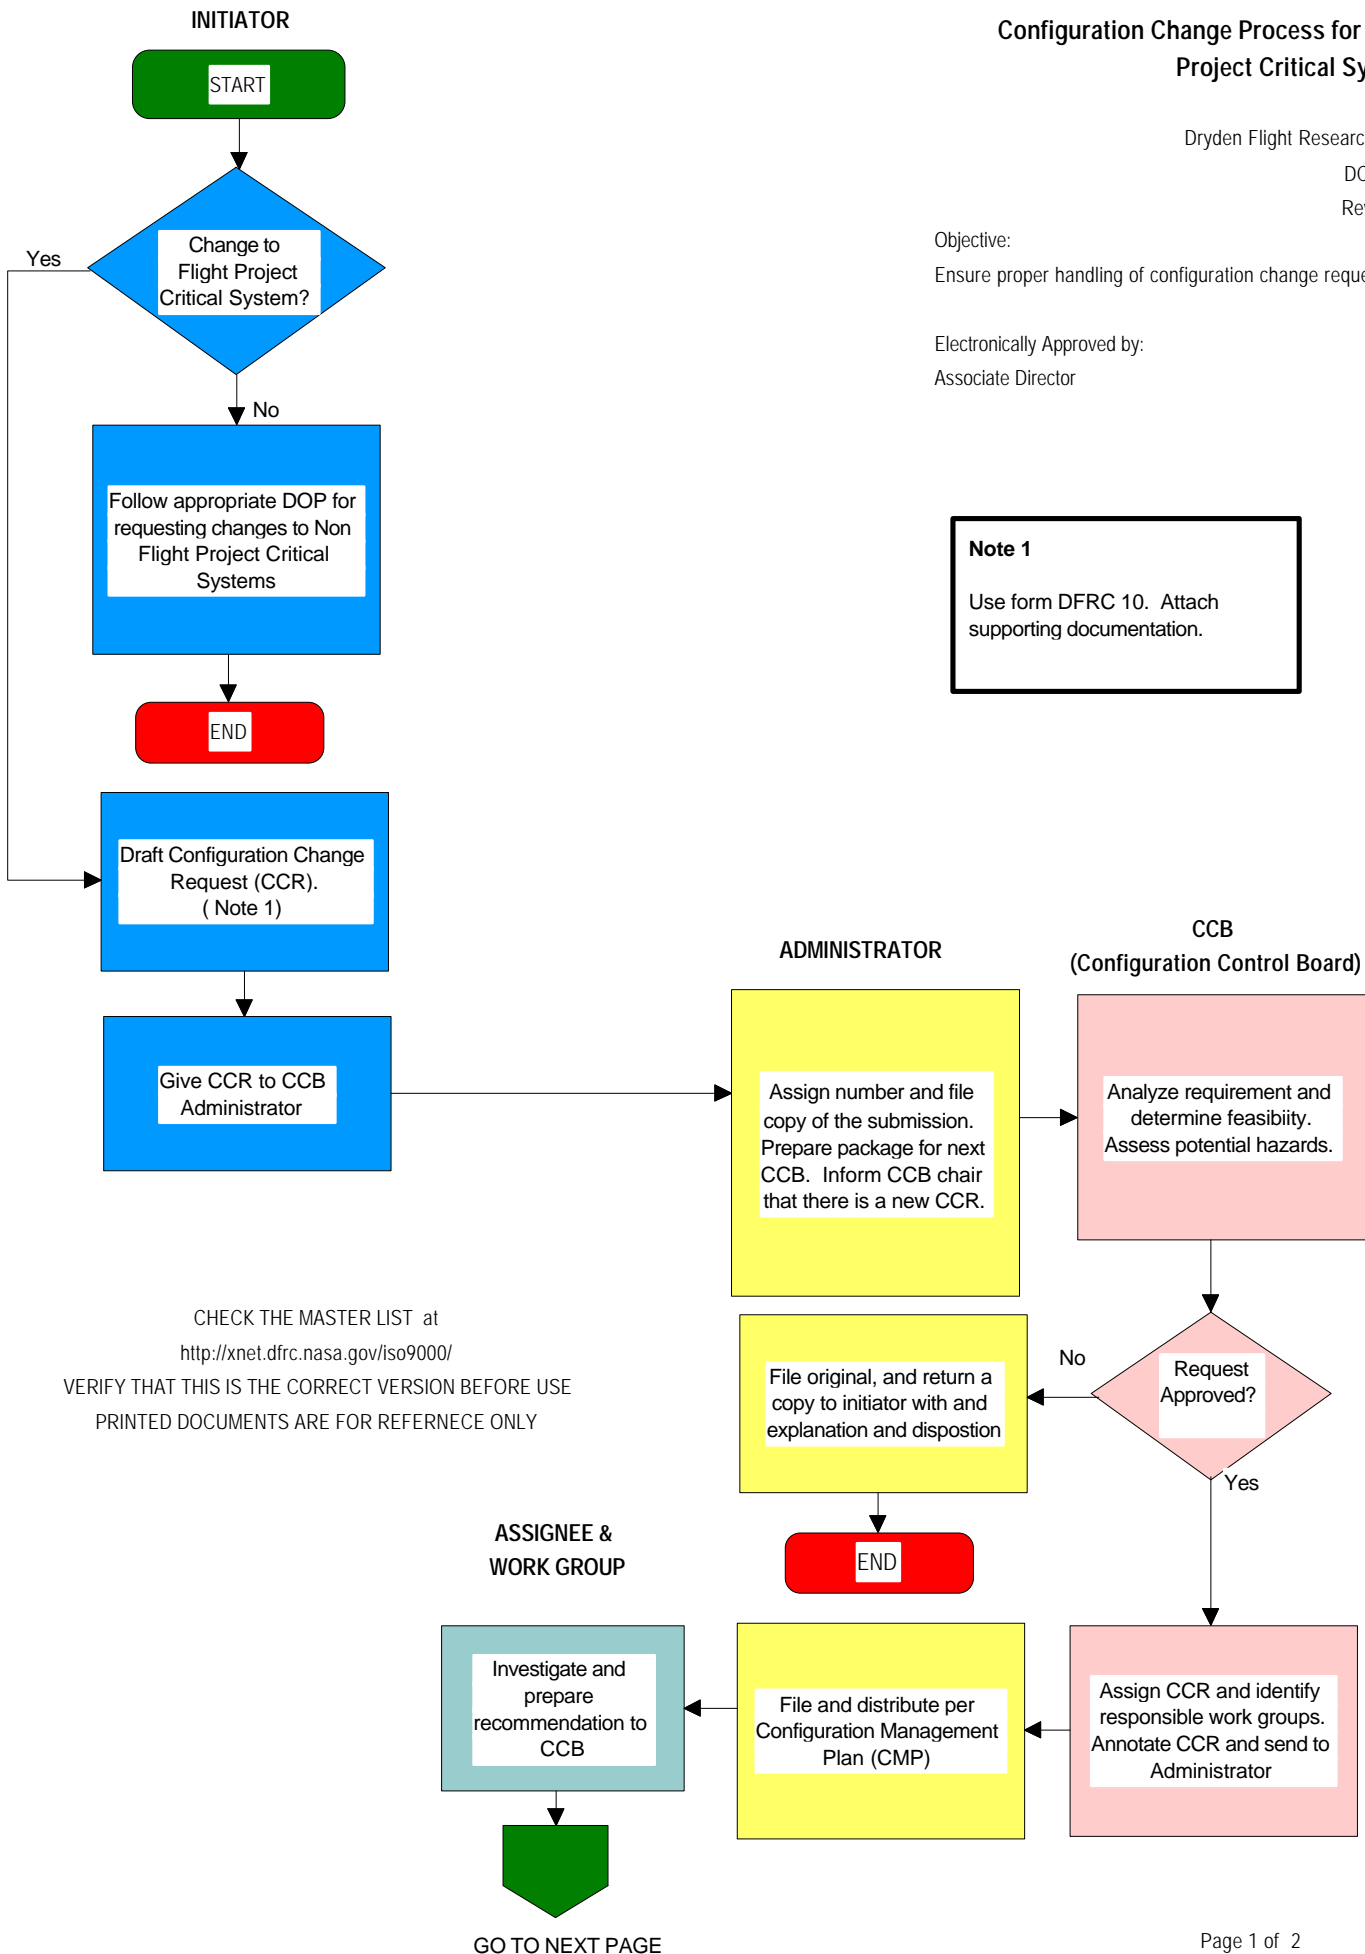 INITIATOR
Configuration Change Process for
Project Critical Sy
START
Dryden Flight Researc
DO
Rev
Objective:
Ensure proper handling of configuration change reque
Electronically Approved by:
Associate Director
Change to
Flight Project
Critical System?
Yes
No
Follow appropriate DOP for
requesting changes to Non
Flight Project Critical
Systems
Note 1
Use form DFRC 10. Attach
supporting documentation.
END
Draft Configuration Change
Request (CCR).
( Note 1)
Give CCR to CCB
Administrator
ADMINISTRATOR
Assign number and file
copy of the submission.
Prepare package for next
CCB. Inform CCB chair
that there is a new CCR.
CCB
(Configuration Control Board)
Analyze requirement and
determine feasibiity.
Assess potential hazards.
Request
Approved?
No
Yes
File original, and return a
copy to initiator with and
explanation and dispostion
END
CHECK THE MASTER LIST at
http://xnet.dfrc.nasa.gov/iso9000/
VERIFY THAT THIS IS THE CORRECT VERSION BEFORE USE
PRINTED DOCUMENTS ARE FOR REFERNECE ONLY
Assign CCR and identify
responsible work groups.
Annotate CCR and send to
Administrator
File and distribute per
Configuration Management
Plan (CMP)
ASSIGNEE &
WORK GROUP
Investigate and
prepare
recommendation to
CCB
GO TO NEXT PAGE
Page 1 of 2